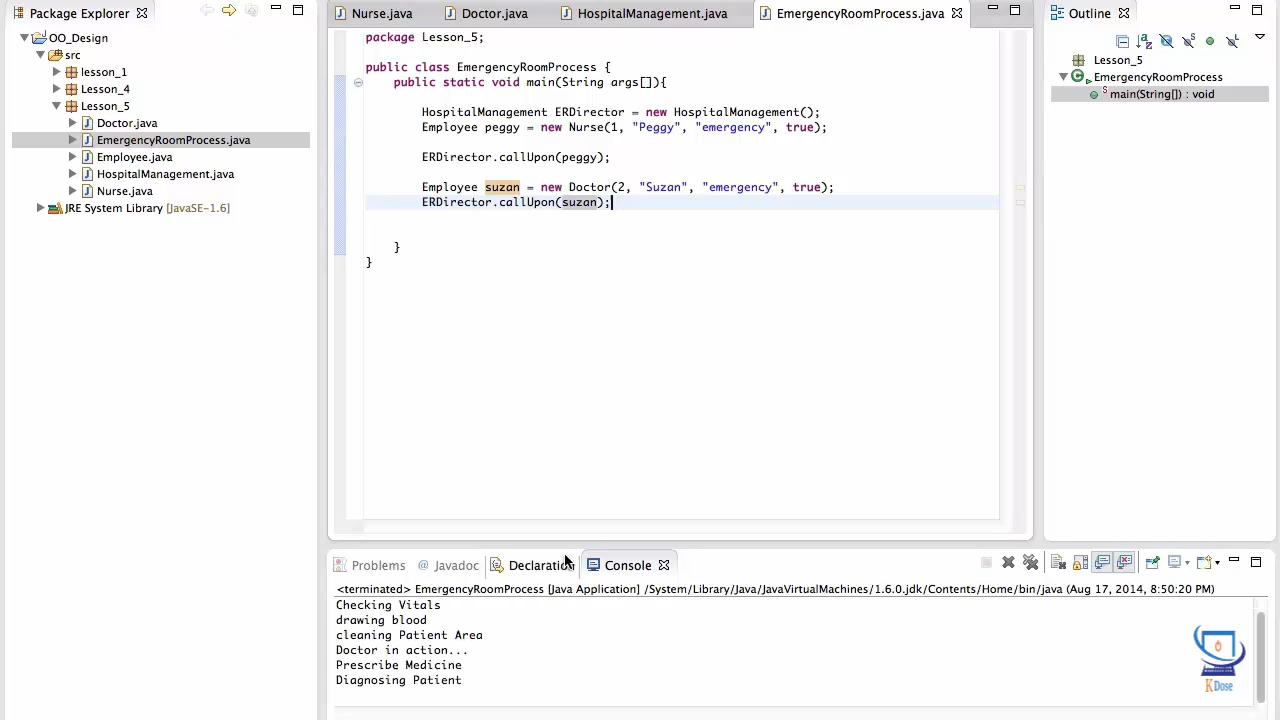 Package Explorer
OO_Design
src
lesson_1
Lesson_4
Lesson_5
Doctor.java
EmergencyRoomProcess.java
Employee.java
HospitalManagement.java
Nurse.java
JRE System Library [JavaSE-1.6]
Nurse.java
Doctor.java
HospitalManagement.java
EmergencyRoomProcess.java
package Lesson_5;
public class EmergencyRoomProcess {
public static void main(String args[]){
HospitalManagement ERDirector = new HospitalManagement();
Employee peggy = new Nurse(1, "Peggy", "emergency", true);
ERDirector.callUpon(peggy);
Employee suzan = new Doctor(2, "Suzan", "emergency", true);
ERDirector.callUpon(suzan);
}
}
Outline
Lesson_5
EmergencyRoomProcess
main(String[]) : void
Problems
@ Javadoc
Declaration
Console
<terminated> EmergencyRoomProcess [Java Application] /System/Library/Java/JavaVirtualMachines/1.6.0.jdk/Contents/Home/bin/java (Aug 17, 2014, 8:50:20 PM)
Checking Vitals
drawing blood
cleaning Patient Area
Doctor in action...
Prescribe Medicine
Diagnosing Patient
K Dose